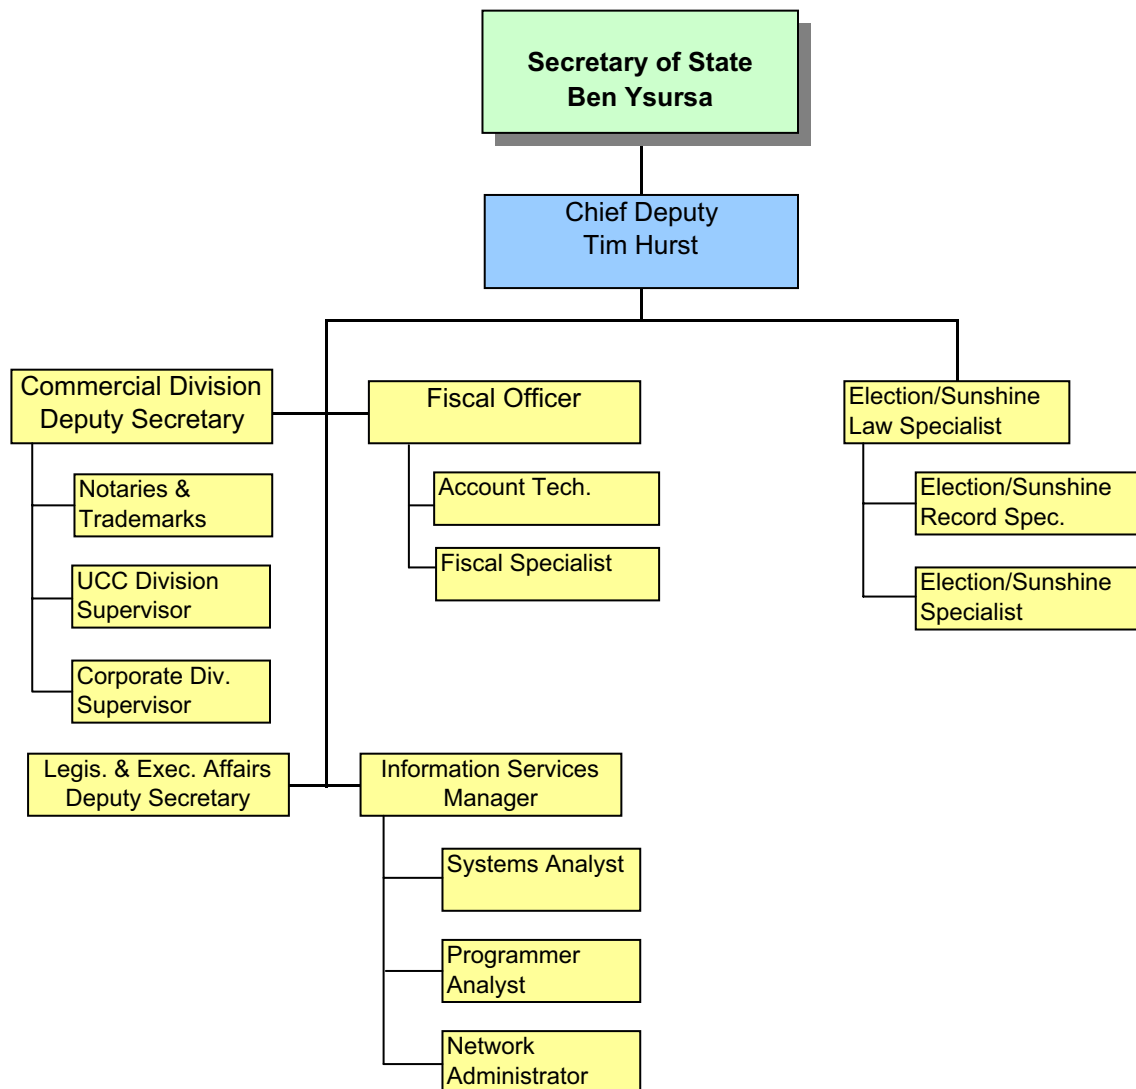 Secretary of State
Ben Ysursa
Chief Deputy
Tim Hurst
Commercial Division
Deputy Secretary
Notaries &
Trademarks
UCC Division
Supervisor
Corporate Div.
Supervisor
Fiscal Officer
Account Tech.
Fiscal Specialist
Election/Sunshine
Law Specialist
Election/Sunshine
Record Spec.
Election/Sunshine
Specialist
Legis. & Exec. Affairs
Deputy Secretary
Information Services
Manager
Systems Analyst
Programmer
Analyst
Network
Administrator